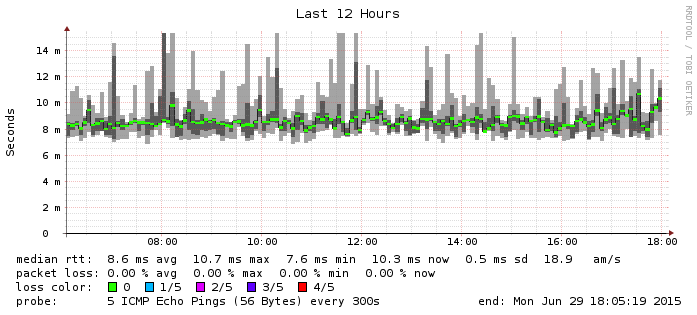 Last 12 Hours
RRDTOOL / TOBI OETIKER
Seconds
14 m
12 m
10 m
8 m
6 m
4 m
2 m
0
08:00 10:00 12:00 14:00 16:00 18:00
median rtt: 8.6 ms avg 10.7 ms max 7.6 ms min 10.3 ms now 0.5 ms sd 18.9 am/s
packet loss: 0.00 % avg 0.00 % max 0.00 % min 0.00 % now
loss color: 0 1/5 2/5 3/5 4/5
probe: 5 ICMP Echo Pings (56 Bytes) every 300s end: Mon Jun 29 18:05:19 2015